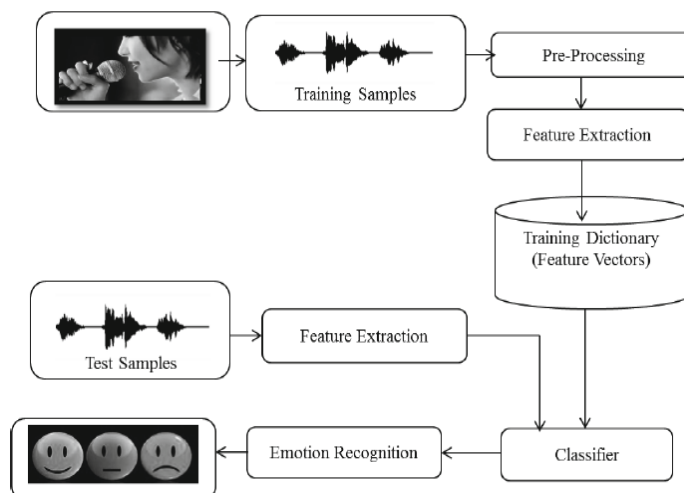 Training Samples
Pre-Processing
Feature Extraction
Training Dictionary
(Feature Vectors)
Test Samples
Feature Extraction
Emotion Recognition
Classifier